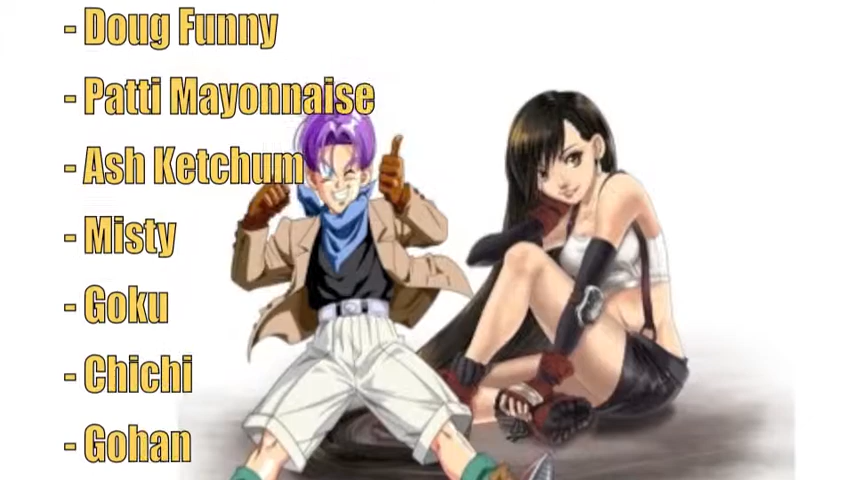 - Doug Funny
- Patti Mayonnaise
- Ash Ketchum
- Misty
- Goku
- Chichi
- Gohan